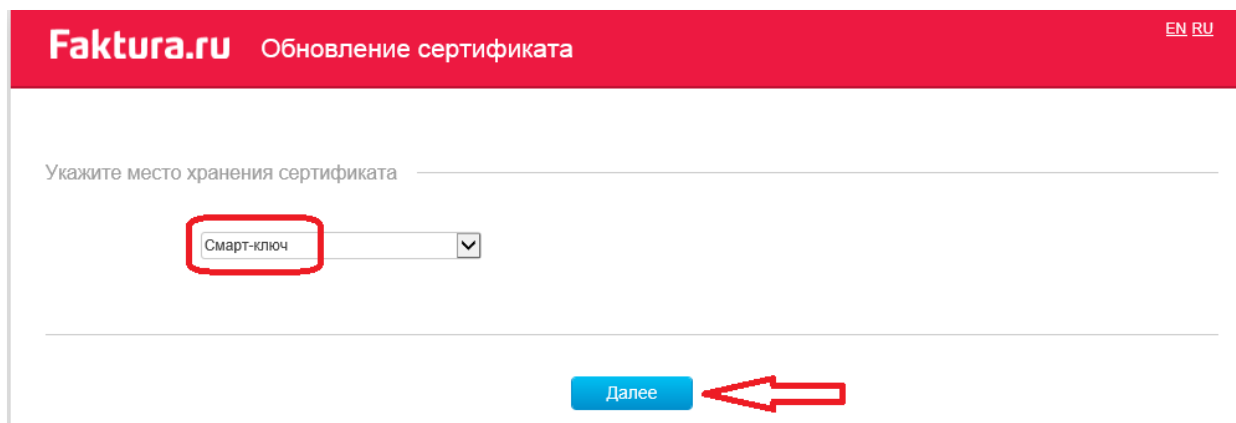 Faktura.ru Обновление сертификата
EN RU
Укажите место хранения сертификата
Смарт-ключ
Далее